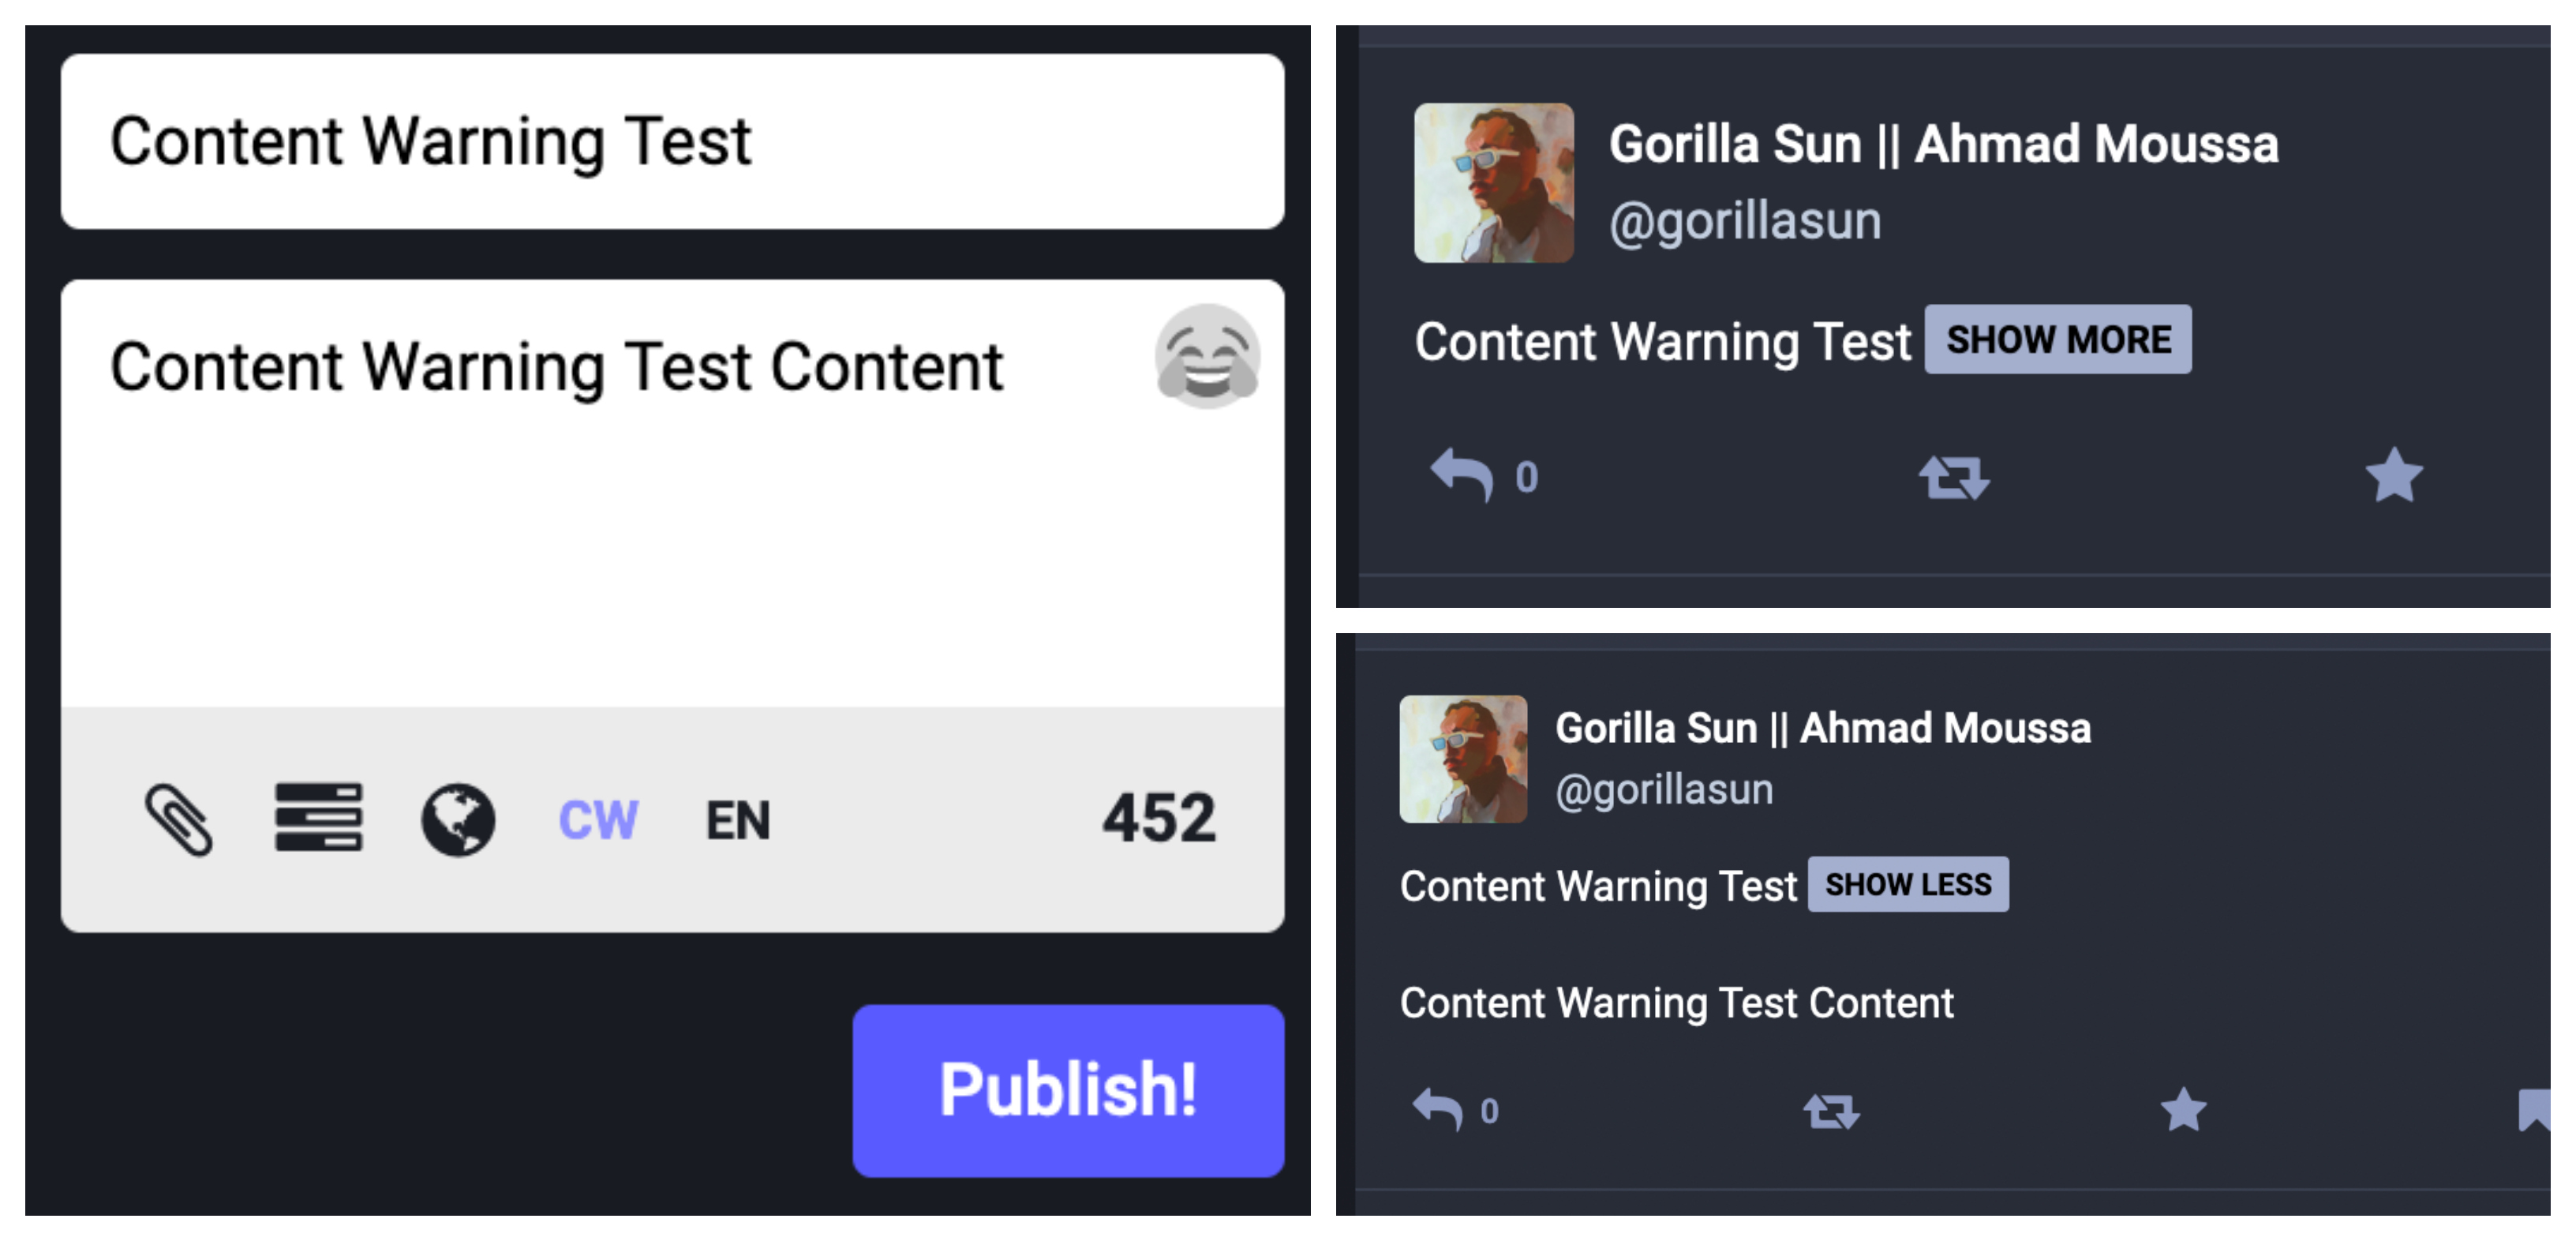 Content Warning Test
Content Warning Test Content
CW EN 452
Publish!
Gorilla Sun || Ahmad Moussa
@gorillasun
Content Warning Test SHOW MORE
0
Gorilla Sun || Ahmad Moussa
@gorillasun
Content Warning Test SHOW LESS
Content Warning Test Content
0